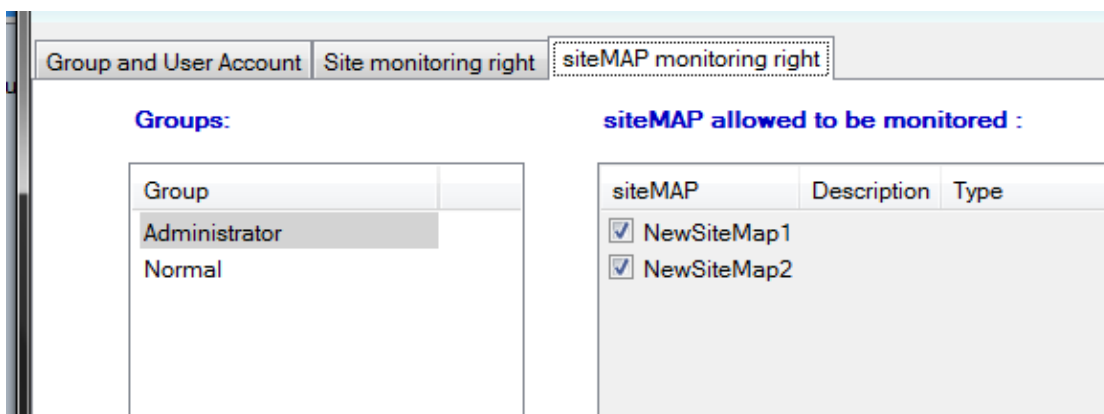 Group and User Account Site monitoring right siteMAP monitoring right
Groups: siteMAP allowed to be monitored :
Group siteMAP Description Type
Administrator NewSiteMap1
Normal NewSiteMap2